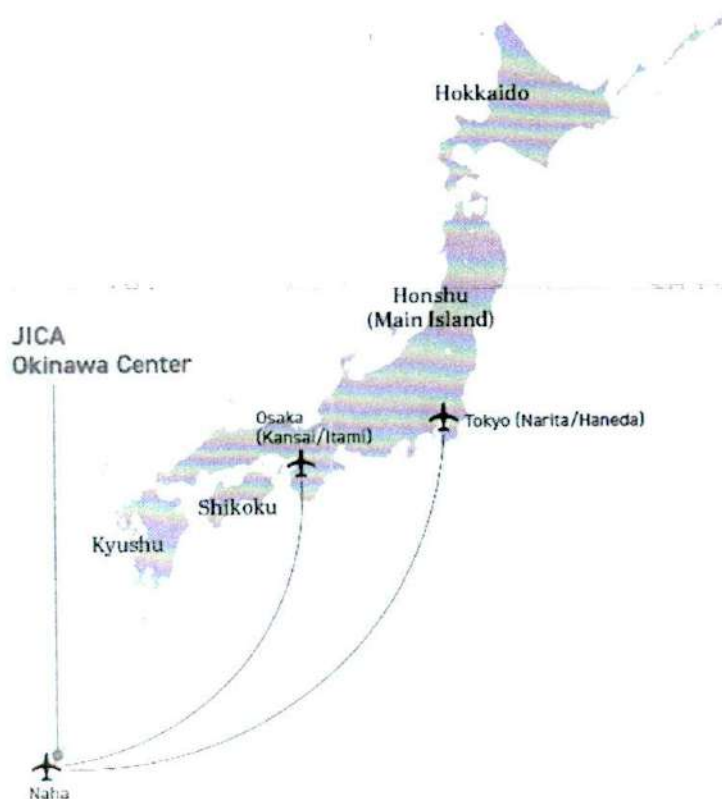 Hokkaido
Honshu
(Main Island)
JICA
Okinawa Center
Osaka
(Kansai/Itami)
Tokyo (Narita/Haneda)
Shikoku
Kyushu
Naha